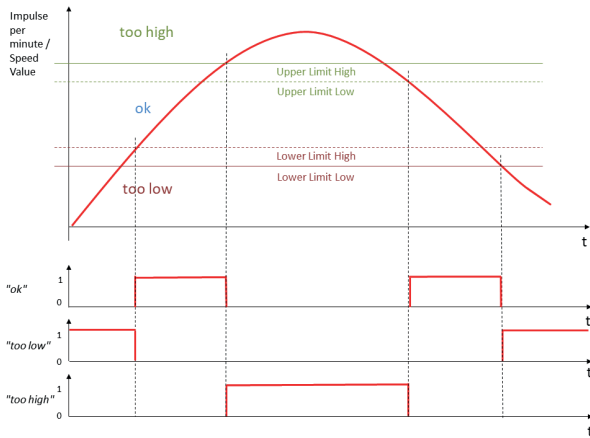 Impulse
per
minute /
Speed
Value
too high
Upper Limit High
Upper Limit Low
ok
Lower Limit High
Lower Limit Low
too low
t
"ok"
1
0
t
"too low"
1
0
t
"too high"
1
0
t